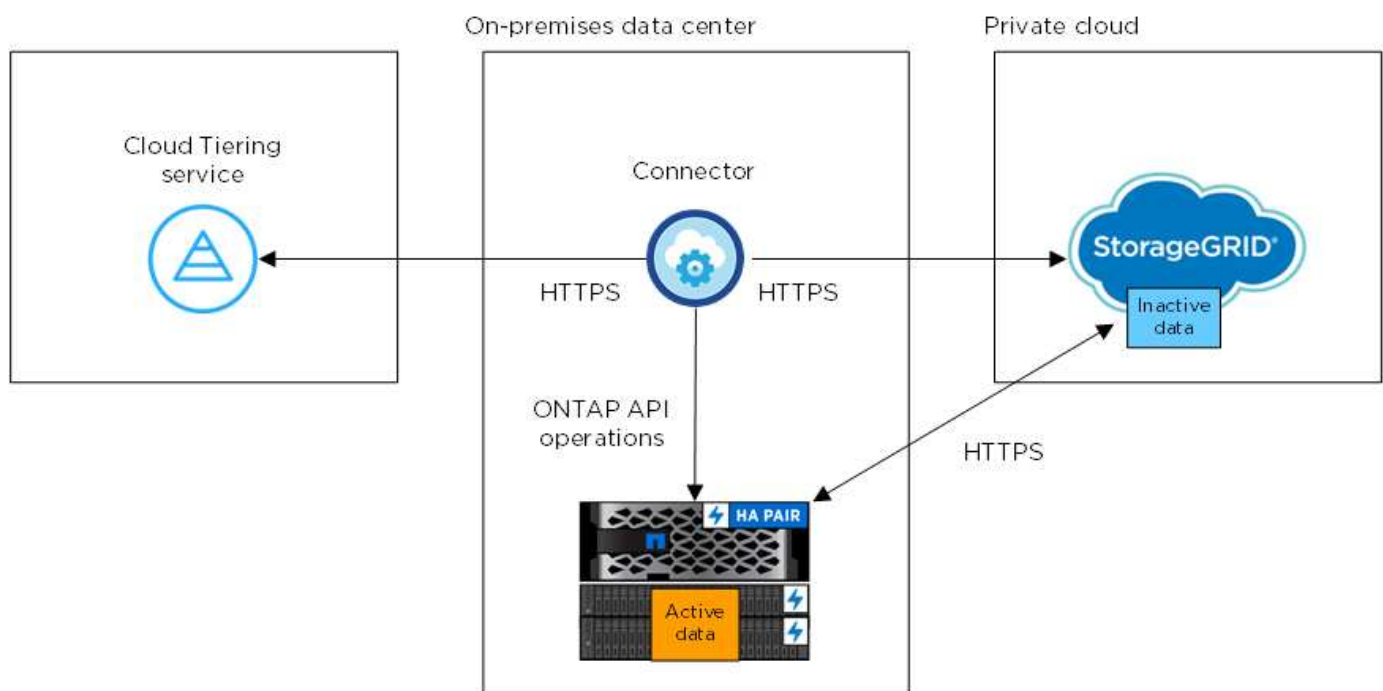 On-premises data center
Private cloud
Cloud Tiering
service
Connector
StorageGRID®
Inactive
data
HTTPS
HTTPS
ONTAP API
operations
HTTPS
HA PAIR
Active
data